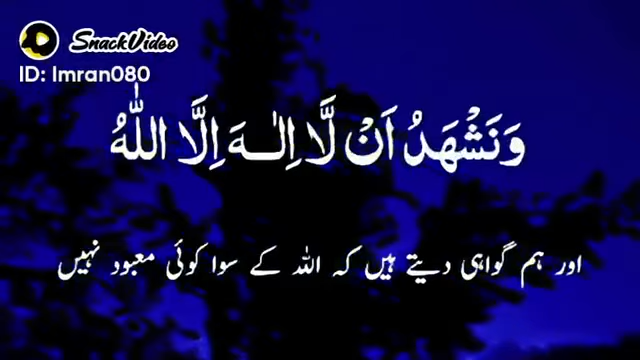 SnackVideo
ID: Imran080
وَنَشْهَدُ اَنْ لَّا اِلٰـهَ اِلَّا اللّٰهُ
اور ہم گواہی دیتے ہیں کہ اللہ کے سوا کوئی معبود نہیں